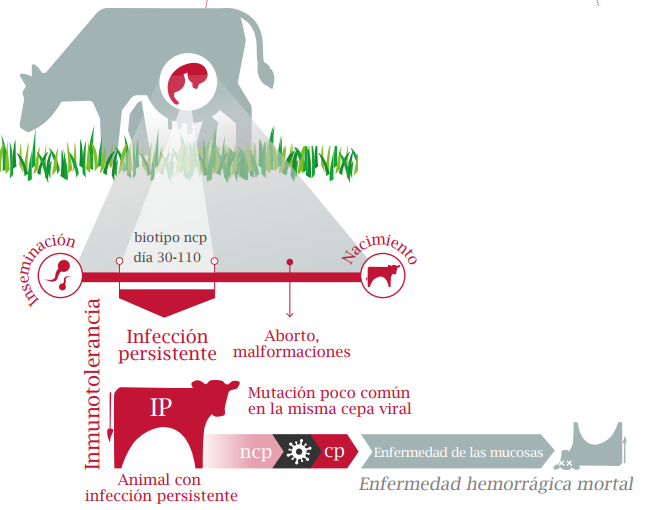 biotipo ncp
día 30-110
Inseminación
Nacimiento
Infección
persistente
Aborto,
malformaciones
Inmunotolerancia
IP
Mutación poco común
en la misma cepa viral
ncp
cp
Enfermedad de las mucosas
Animal con
infección persistente
Enfermedad hemorrágica mortal